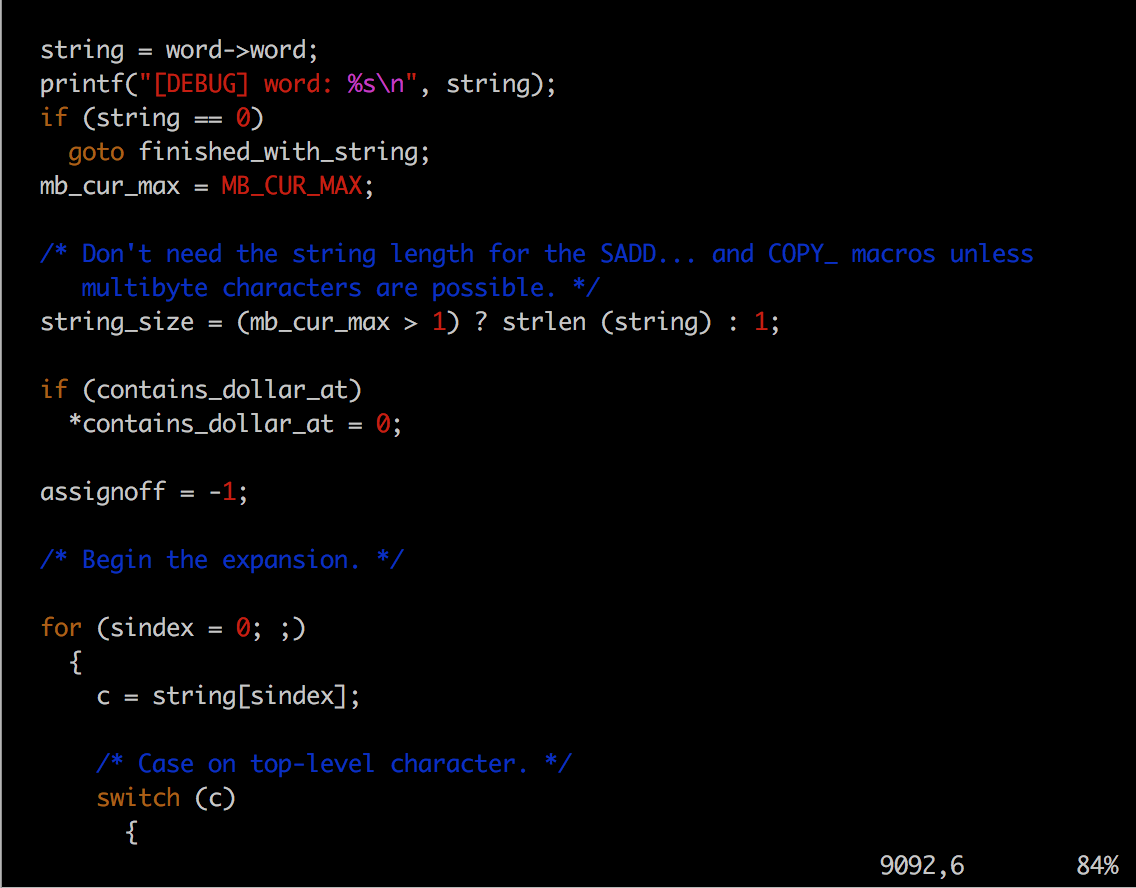 string = word->word;
printf("[DEBUG] word: %s\n", string);
if (string == 0)
  goto finished_with_string;
mb_cur_max = MB_CUR_MAX;

/* Don't need the string length for the SADD... and COPY_ macros unless
   multibyte characters are possible. */
string_size = (mb_cur_max > 1) ? strlen (string) : 1;

if (contains_dollar_at)
  *contains_dollar_at = 0;

assignoff = -1;

/* Begin the expansion. */

for (sindex = 0; ;)
  {
    c = string[sindex];

    /* Case on top-level character. */
    switch (c)
      {
9092,6 84%